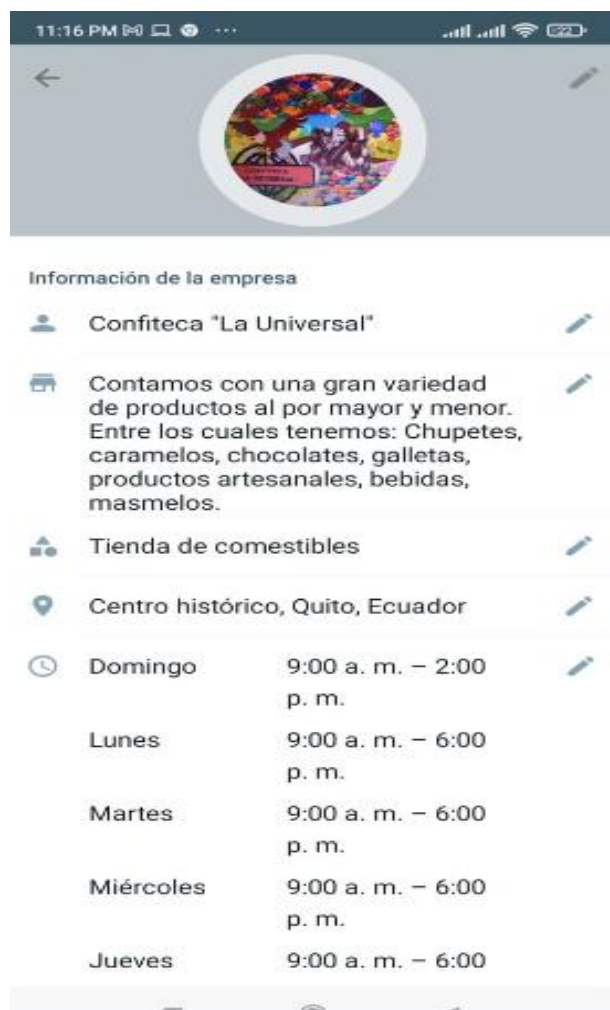 11:16 PM
22
Información de la empresa
Confiteca "La Universal"
Contamos con una gran variedad
de productos al por mayor y menor.
Entre los cuales tenemos: Chupetes,
caramelos, chocolates, galletas,
productos artesanales, bebidas,
masmelos.
Tienda de comestibles
Centro histórico, Quito, Ecuador
Domingo 9:00 a. m. – 2:00
p. m.
Lunes 9:00 a. m. – 6:00
p. m.
Martes 9:00 a. m. – 6:00
p. m.
Miércoles 9:00 a. m. – 6:00
p. m.
Jueves 9:00 a. m. – 6:00